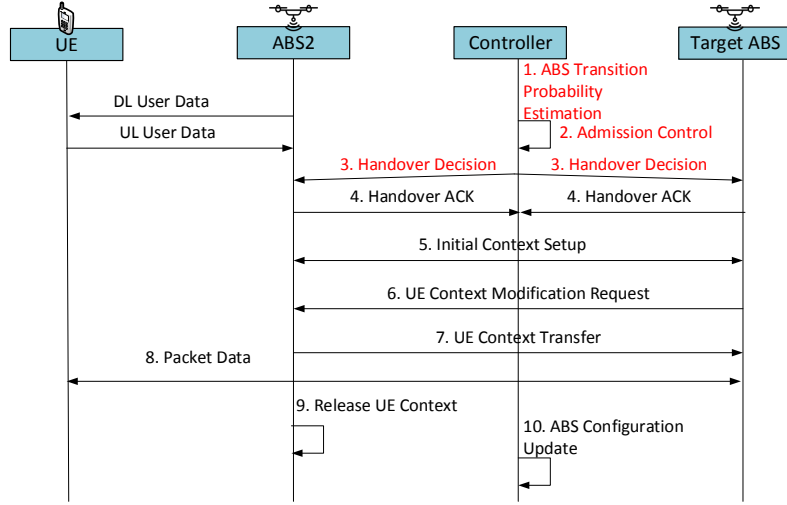 UE
ABS2
Controller
Target ABS
1. ABS Transition
Probability
Estimation
DL User Data
UL User Data
2. Admission Control
3. Handover Decision
3. Handover Decision
4. Handover ACK
4. Handover ACK
5. Initial Context Setup
6. UE Context Modification Request
7. UE Context Transfer
8. Packet Data
9. Release UE Context
10. ABS Configuration
Update